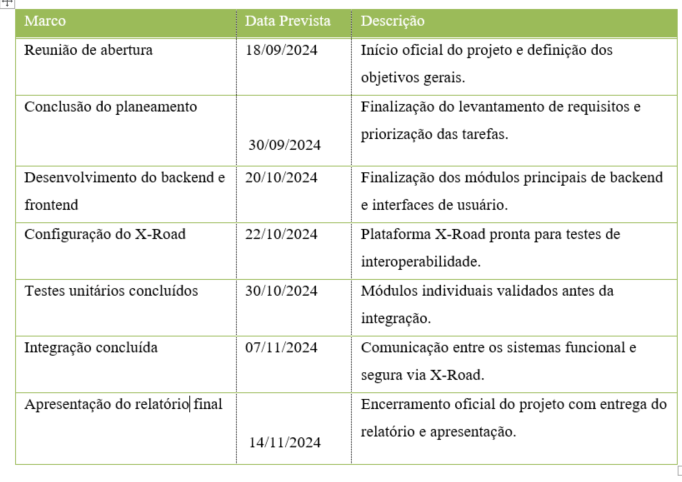 Marco Data Prevista Descrição
Reunião de abertura 18/09/2024 Início oficial do projeto e definição dos
objetivos gerais.
Conclusão do planeamento Finalização do levantamento de requisitos e
30/09/2024 priorização das tarefas.
Desenvolvimento do backend e 20/10/2024 Finalização dos módulos principais de backend
frontend e interfaces de usuário.
Configuração do X-Road 22/10/2024 Plataforma X-Road pronta para testes de
interoperabilidade.
Testes unitários concluídos 30/10/2024 Módulos individuais validados antes da
integração.
Integração concluída 07/11/2024 Comunicação entre os sistemas funcional e
segura via X-Road.
Apresentação do relatório final Encerramento oficial do projeto com entrega do
14/11/2024 relatório e apresentação.